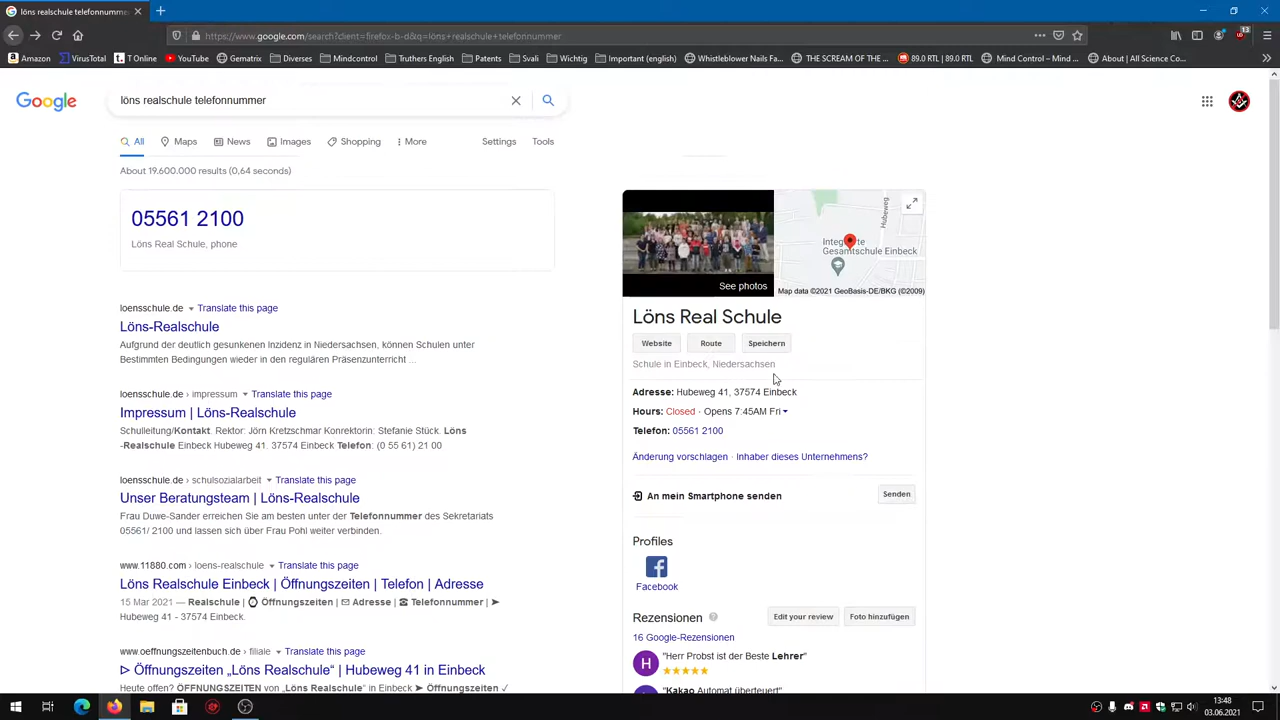 löns realschule telefonnummer
https://www.google.com/search?client=firefox-b-d&q=löns+realschule+telefonnummer
13
Amazon
VirusTotal
T Online
YouTube
Gematrix
Diverses
Mindcontrol
Truthers English
Patents
Svali
Wichtig
Important (english)
Whistleblower Nails Fa...
THE SCREAM OF THE ...
89.0 RTL | 89.0 RTL
Mind Control – Mind ...
About | All Science Co...
Google
löns realschule telefonnummer
All
Maps
News
Images
Shopping
More
Settings
Tools
About 19.600.000 results (0,64 seconds)
05561 2100
Löns Real Schule, phone
loensschule.de Translate this page
Löns-Realschule
Aufgrund der deutlich gesunkenen Inzidenz in Niedersachsen, können Schulen unter
Bestimmten Bedingungen wieder in den regulären Präsenzunterricht ...
loensschule.de › impressum Translate this page
Impressum | Löns-Realschule
Schulleitung/Kontakt. Rektor: Jörn Kretzschmar Konrektorin: Stefanie Stück. Löns
-Realschule Einbeck Hubeweg 41. 37574 Einbeck Telefon: (0 55 61) 21 00
loensschule.de › schulsozialarbeit Translate this page
Unser Beratungsteam | Löns-Realschule
Frau Duwe-Sander erreichen Sie am besten unter der Telefonnummer des Sekretariats
05561/ 2100 und lassen sich über Frau Pohl weiter verbinden.
www.11880.com › loens-realschule Translate this page
Löns Realschule Einbeck | Öffnungszeiten | Telefon | Adresse
15 Mar 2021 — Realschule | Öffnungszeiten | Adresse | Telefonnummer | ➤
Hubeweg 41 - 37574 Einbeck.
www.oeffnungszeitenbuch.de › filiale Translate this page
ᐅ Öffnungszeiten „Löns Realschule" | Hubeweg 41 in Einbeck
Heute offen? ÖFFNUNGSZEITEN von „Löns Realschule" in Einbeck ➤ Öffnungszeiten ✓
See photos
Hubeweg
Integrierte
Gesamtschule Einbeck
Map data ©2021 GeoBasis-DE/BKG (©2009)
Löns Real Schule
Website
Route
Speichern
Schule in Einbeck, Niedersachsen
Adresse: Hubeweg 41, 37574 Einbeck
Hours: Closed · Opens 7:45AM Fri
Telefon: 05561 2100
Änderung vorschlagen · Inhaber dieses Unternehmens?
An mein Smartphone senden
Senden
Profiles
Facebook
Rezensionen
Edit your review
Foto hinzufügen
16 Google-Rezensionen
H
"Herr Probst ist der Beste Lehrer"
"Kakao Automat überteuert"
13:48
03.06.2021